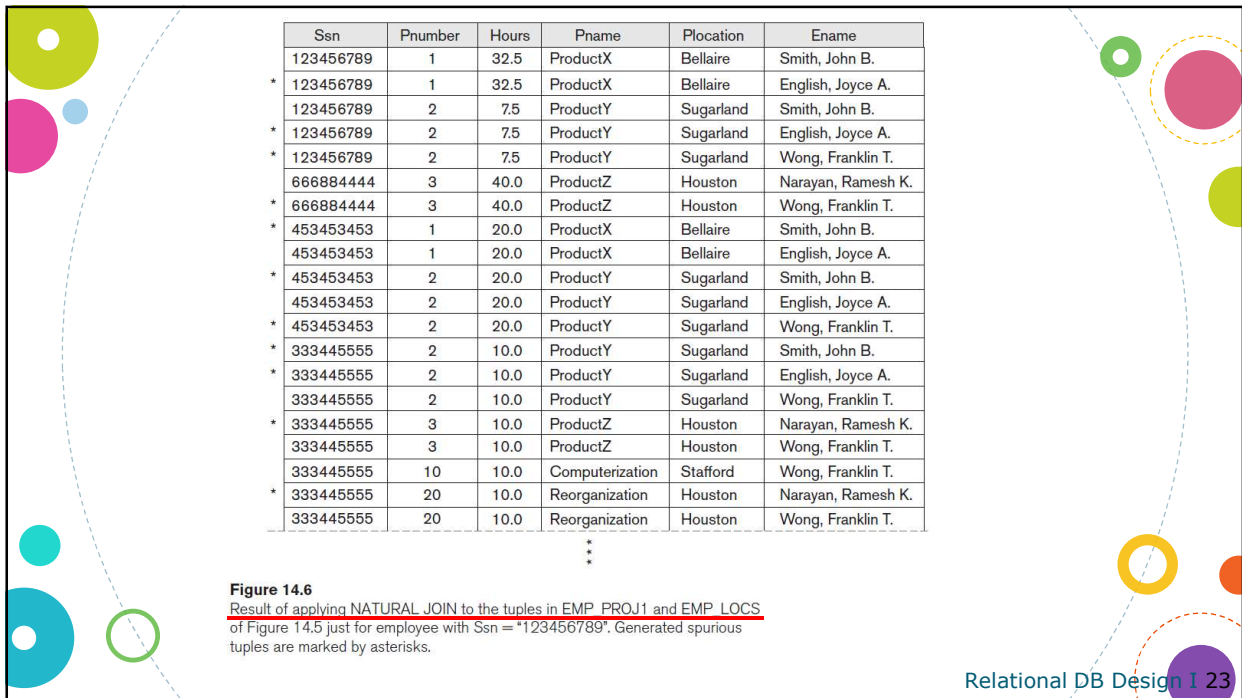 Ssn Pnumber Hours Pname Plocation Ename
123456789 1 32.5 ProductX Bellaire Smith, John B.
* 123456789 1 32.5 ProductX Bellaire English, Joyce A.
123456789 2 7.5 ProductY Sugarland Smith, John B.
* 123456789 2 7.5 ProductY Sugarland English, Joyce A.
* 123456789 2 7.5 ProductY Sugarland Wong, Franklin T.
666884444 3 40.0 ProductZ Houston Narayan, Ramesh K.
* 666884444 3 40.0 ProductZ Houston Wong, Franklin T.
* 453453453 1 20.0 ProductX Bellaire Smith, John B.
453453453 1 20.0 ProductX Bellaire English, Joyce A.
* 453453453 2 20.0 ProductY Sugarland Smith, John B.
453453453 2 20.0 ProductY Sugarland English, Joyce A.
* 453453453 2 20.0 ProductY Sugarland Wong, Franklin T.
* 333445555 2 10.0 ProductY Sugarland Smith, John B.
* 333445555 2 10.0 ProductY Sugarland English, Joyce A.
333445555 2 10.0 ProductY Sugarland Wong, Franklin T.
* 333445555 3 10.0 ProductZ Houston Narayan, Ramesh K.
333445555 3 10.0 ProductZ Houston Wong, Franklin T.
333445555 10 10.0 Computerization Stafford Wong, Franklin T.
* 333445555 20 10.0 Reorganization Houston Narayan, Ramesh K.
333445555 20 10.0 Reorganization Houston Wong, Franklin T.
*
*
*
Figure 14.6
Result of applying NATURAL JOIN to the tuples in EMP_PROJ1 and EMP_LOCS
of Figure 14.5 just for employee with Ssn = “123456789”. Generated spurious
tuples are marked by asterisks.
Relational DB Design I 23